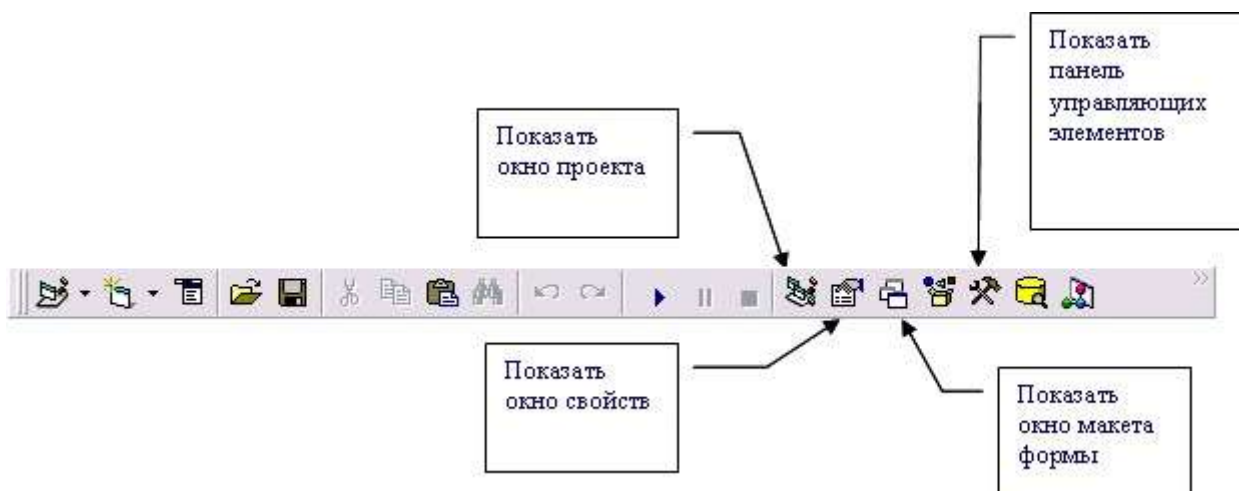 Показать
панель
управляющих
элементов
Показать
окно проекта
Показать
окно свойств
Показать
окно макета
формы